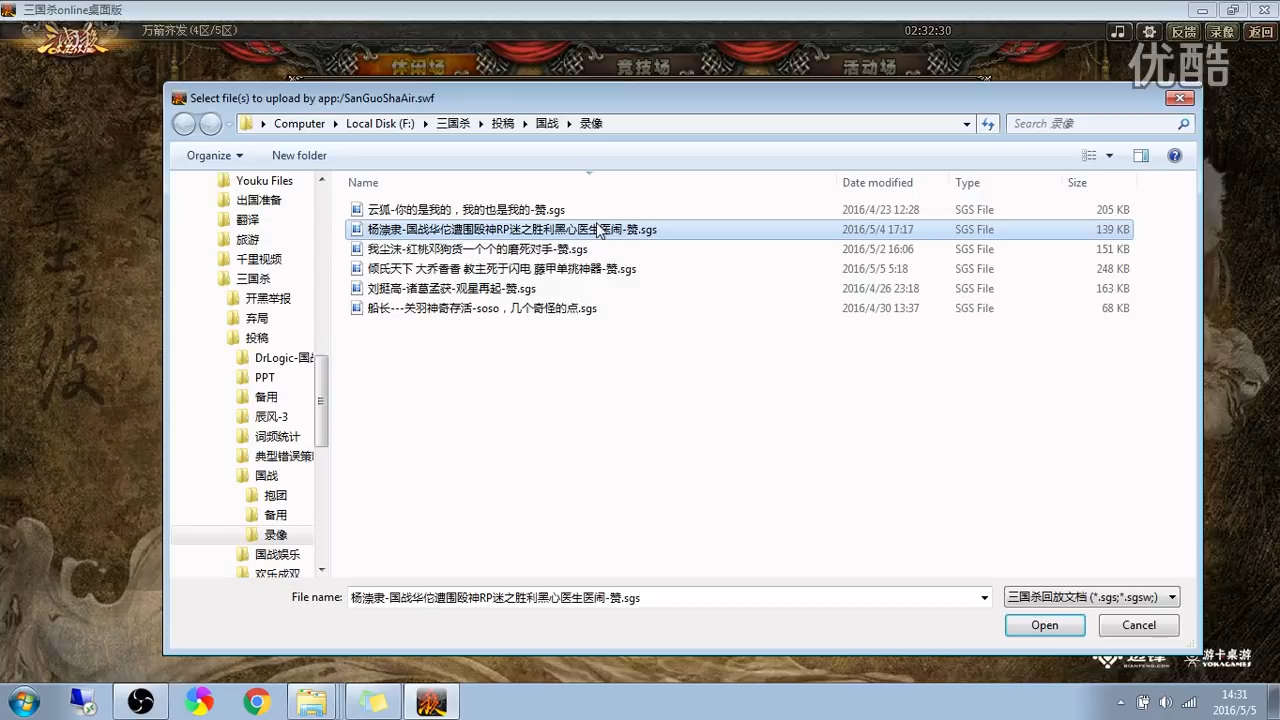 三国杀online桌面版
万箭齐发(4区/5区)
02:32:30
反馈
录像
返回
休闲场
竞技场
活动场
优酷
Select file(s) to upload by app:/SanGuoShaAir.swf
Computer
Local Disk (F:)
三国杀
投稿
国战
录像
Search 录像
Organize
New folder
Youku Files
出国准备
翻译
旅游
千里视频
三国杀
开黑举报
弃局
投稿
DrLogic-国
PPT
备用
辰风-3
词频统计
典型错误策
国战
抱团
备用
录像
国战娱乐
欢乐成双
Name
Date modified
Type
Size
云狐-你的是我的，我的也是我的-赞.sgs
2016/4/23 12:28
SGS File
205 KB
杨漴隶-国战华佗遭围殴神RP迷之胜利黑心医生医闹-赞.sgs
2016/5/4 17:17
SGS File
139 KB
我尘沫-红桃邓狗货一个个的磨死对手-赞.sgs
2016/5/2 16:06
SGS File
151 KB
倾氏天下 大乔香香 教主死于闪电 藤甲单挑神器-赞.sgs
2016/5/5 5:18
SGS File
248 KB
刘挺高-诸葛孟获-观星再起-赞.sgs
2016/4/26 23:18
SGS File
163 KB
船长---关羽神奇存活-soso，几个奇怪的点.sgs
2016/4/30 13:37
SGS File
68 KB
File name:
杨漴隶-国战华佗遭围殴神RP迷之胜利黑心医生医闹-赞.sgs
三国杀回放文档 (*.sgs;*.sgsw;)
Open
Cancel
边锋
BIANFENG
游卡桌游
YOKAGAMES
14:31
2016/5/5